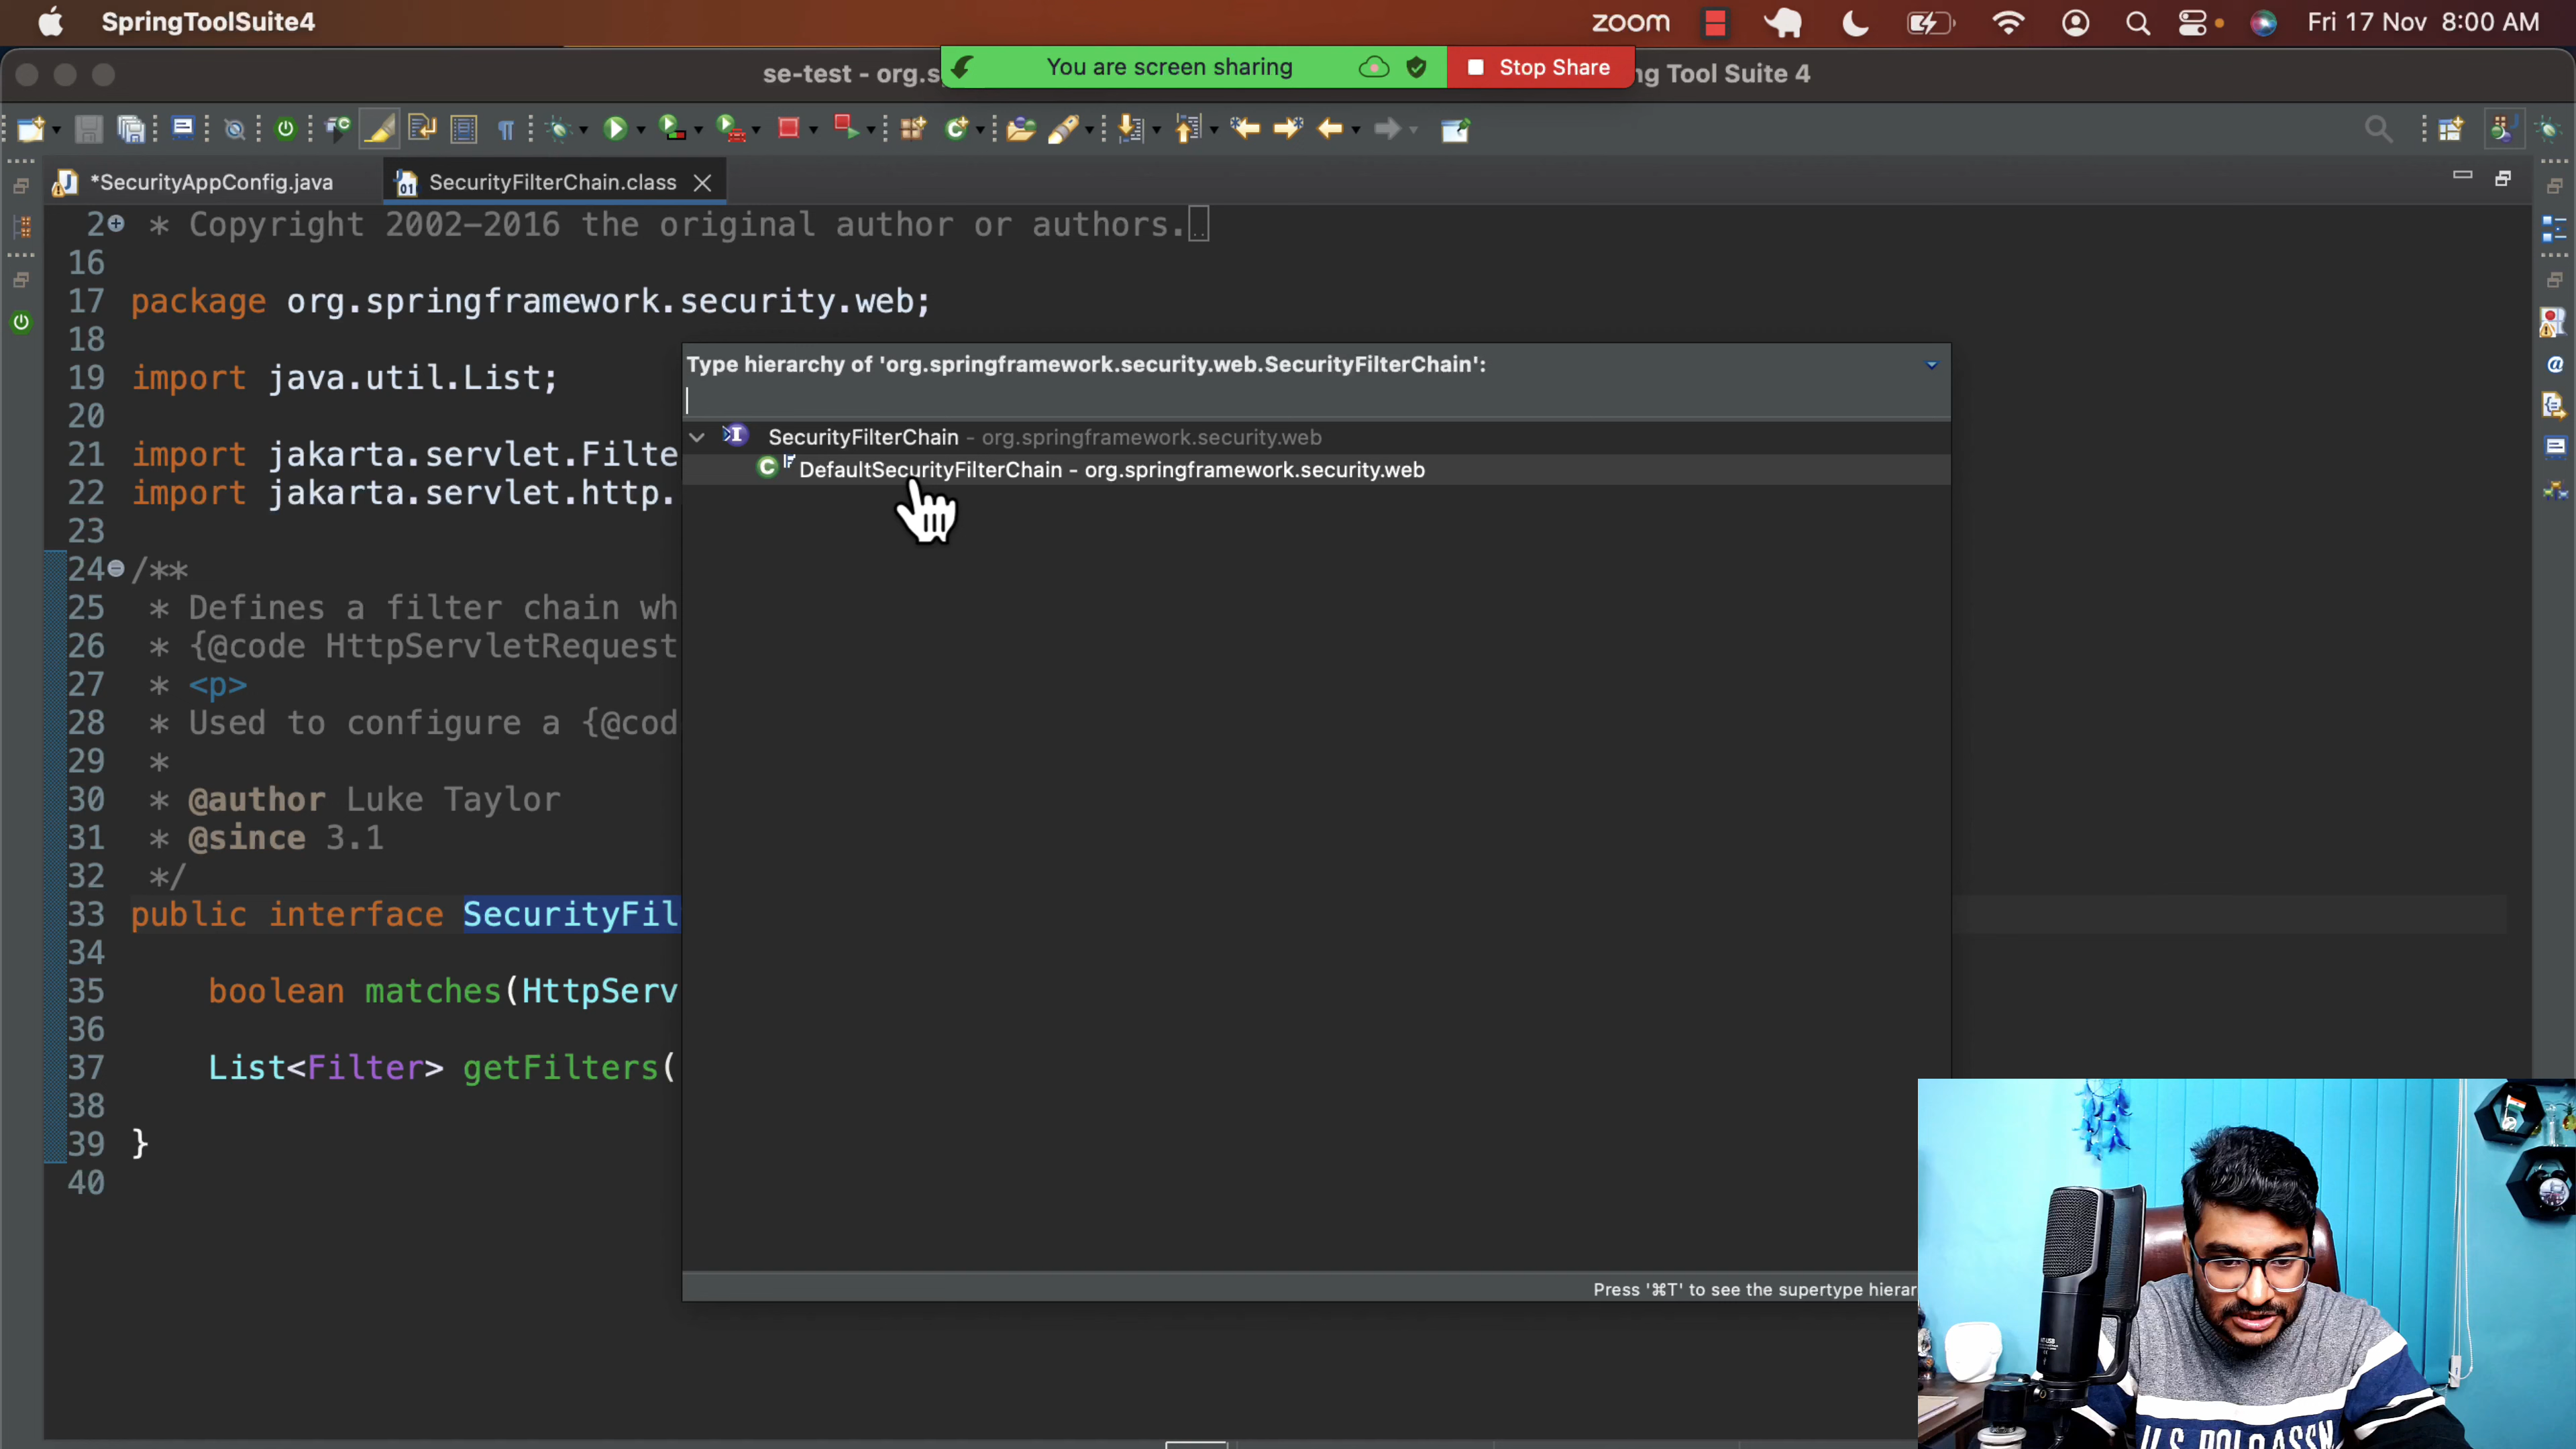 SpringToolSuite4
zoom
Fri 17 Nov 8:00 AM
se-test - org.s
You are screen sharing
Stop Share
ng Tool Suite 4
*SecurityAppConfig.java
SecurityFilterChain.class
2 * Copyright 2002-2016 the original author or authors.
16
17 package org.springframework.security.web;
18
19 import java.util.List;
20
21 import jakarta.servlet.Filte
22 import jakarta.servlet.http.
23
24 /**
25 * Defines a filter chain wh
26 * {@code HttpServletRequest
27 * <p>
28 * Used to configure a {@cod
29 *
30 * @author Luke Taylor
31 * @since 3.1
32 */
33 public interface SecurityFil
34
35 boolean matches(HttpServ
36
37 List<Filter> getFilters(
38
39 }
40
Type hierarchy of 'org.springframework.security.web.SecurityFilterChain':
SecurityFilterChain - org.springframework.security.web
DefaultSecurityFilterChain - org.springframework.security.web
Press '⌘T' to see the supertype hierar
U.S. POLO ASSN